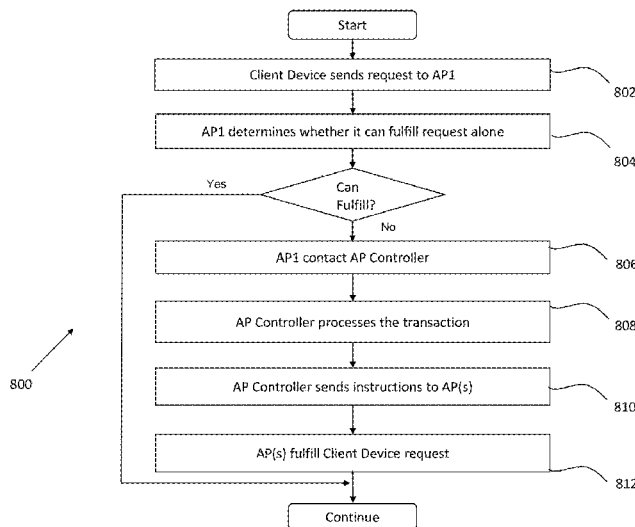 Start
Client Device sends request to AP1
802
AP1 determines whether it can fulfill request alone
804
Yes
Can
Fulfill?
No
AP1 contact AP Controller
806
AP Controller processes the transaction
808
800
AP Controller sends instructions to AP(s)
810
AP(s) fulfill Client Device request
812
Continue